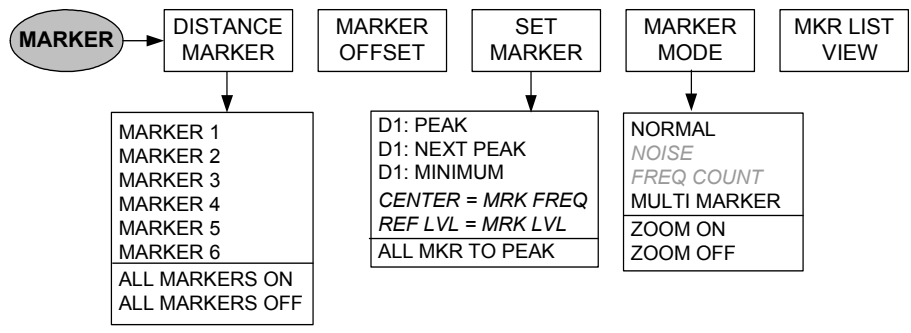 MARKER
DISTANCE
MARKER
MARKER
OFFSET
SET
MARKER
MARKER
MODE
MKR LIST
VIEW
MARKER 1
MARKER 2
MARKER 3
MARKER 4
MARKER 5
MARKER 6
ALL MARKERS ON
ALL MARKERS OFF
D1: PEAK
D1: NEXT PEAK
D1: MINIMUM
CENTER = MRK FREQ
REF LVL = MRK LVL
ALL MKR TO PEAK
NORMAL
NOISE
FREQ COUNT
MULTI MARKER
ZOOM ON
ZOOM OFF